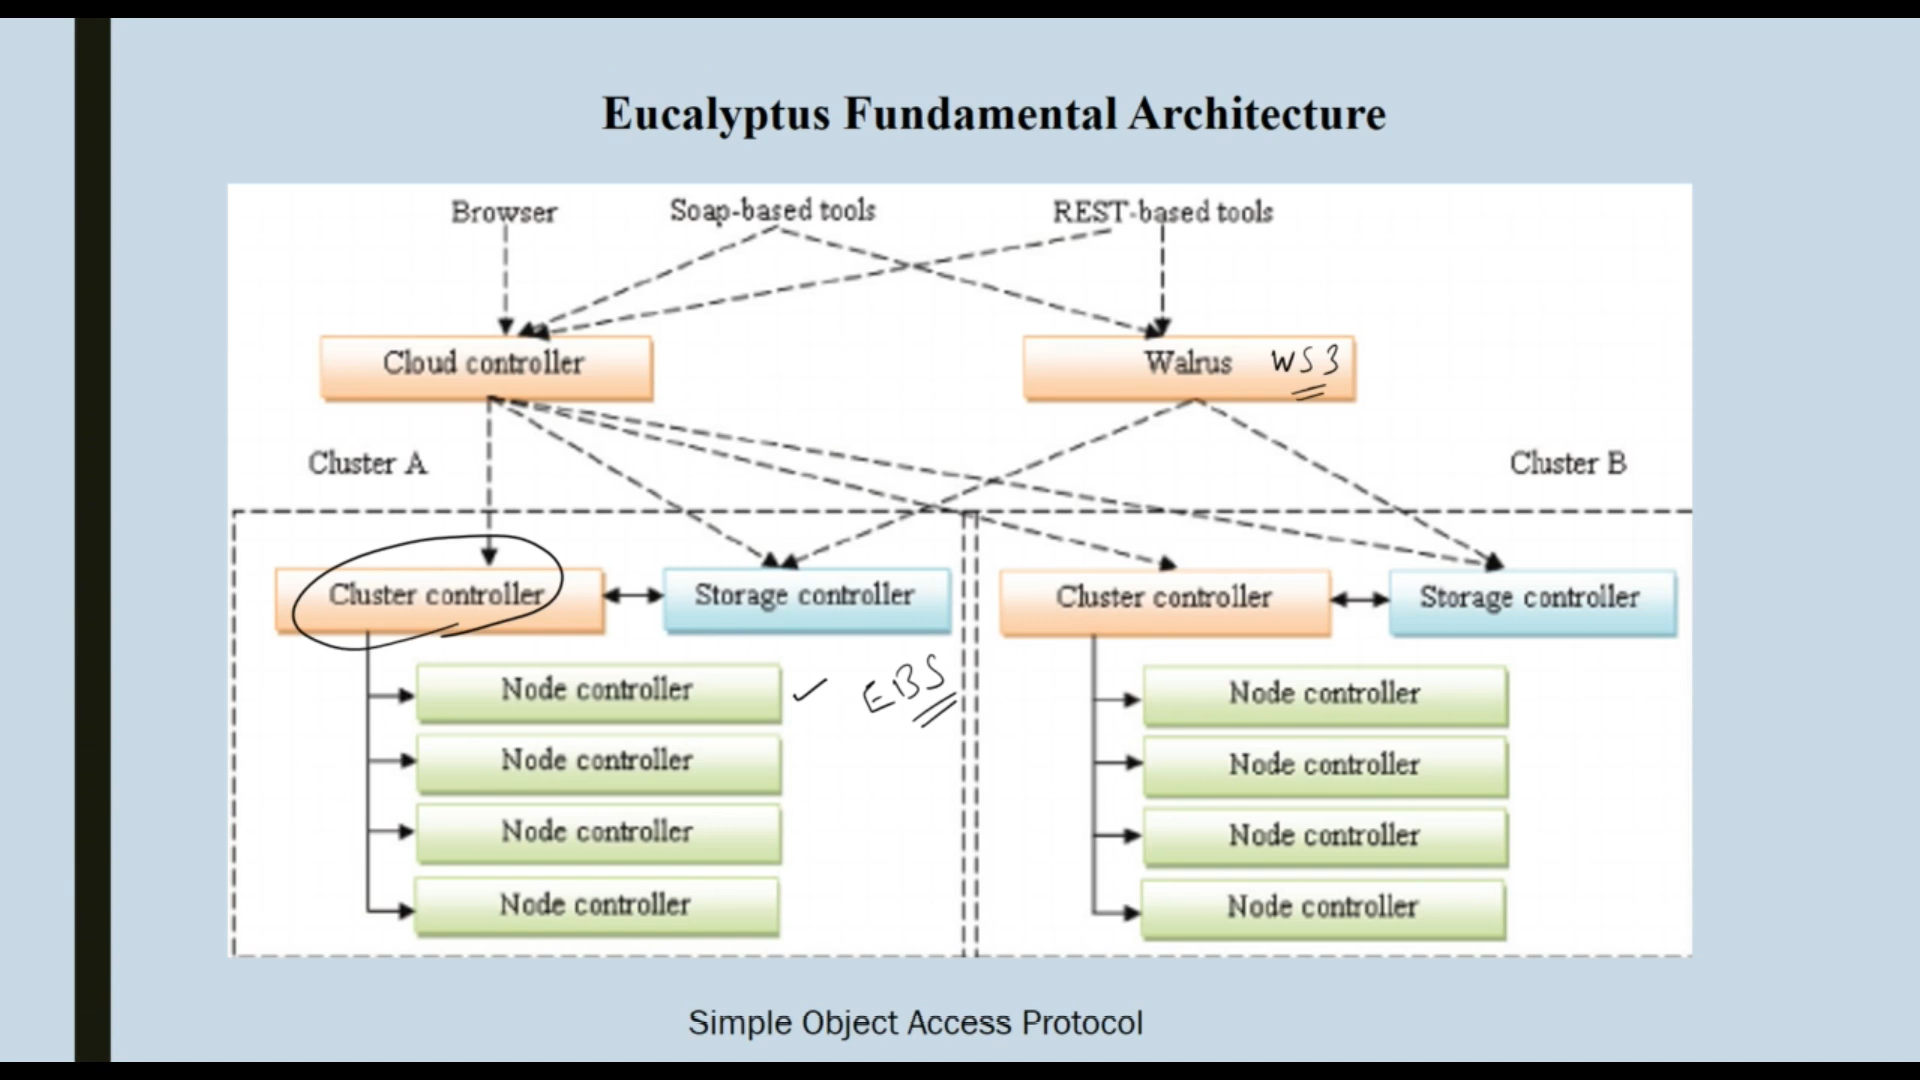 Eucalyptus Fundamental Architecture
Browser
Soap-based tools
REST-based tools
Cloud controller
Walrus WS3
Cluster A
Cluster B
Cluster controller
Storage controller
Cluster controller
Storage controller
Node controller
EBS
Node controller
Node controller
Node controller
Node controller
Node controller
Node controller
Node controller
Simple Object Access Protocol